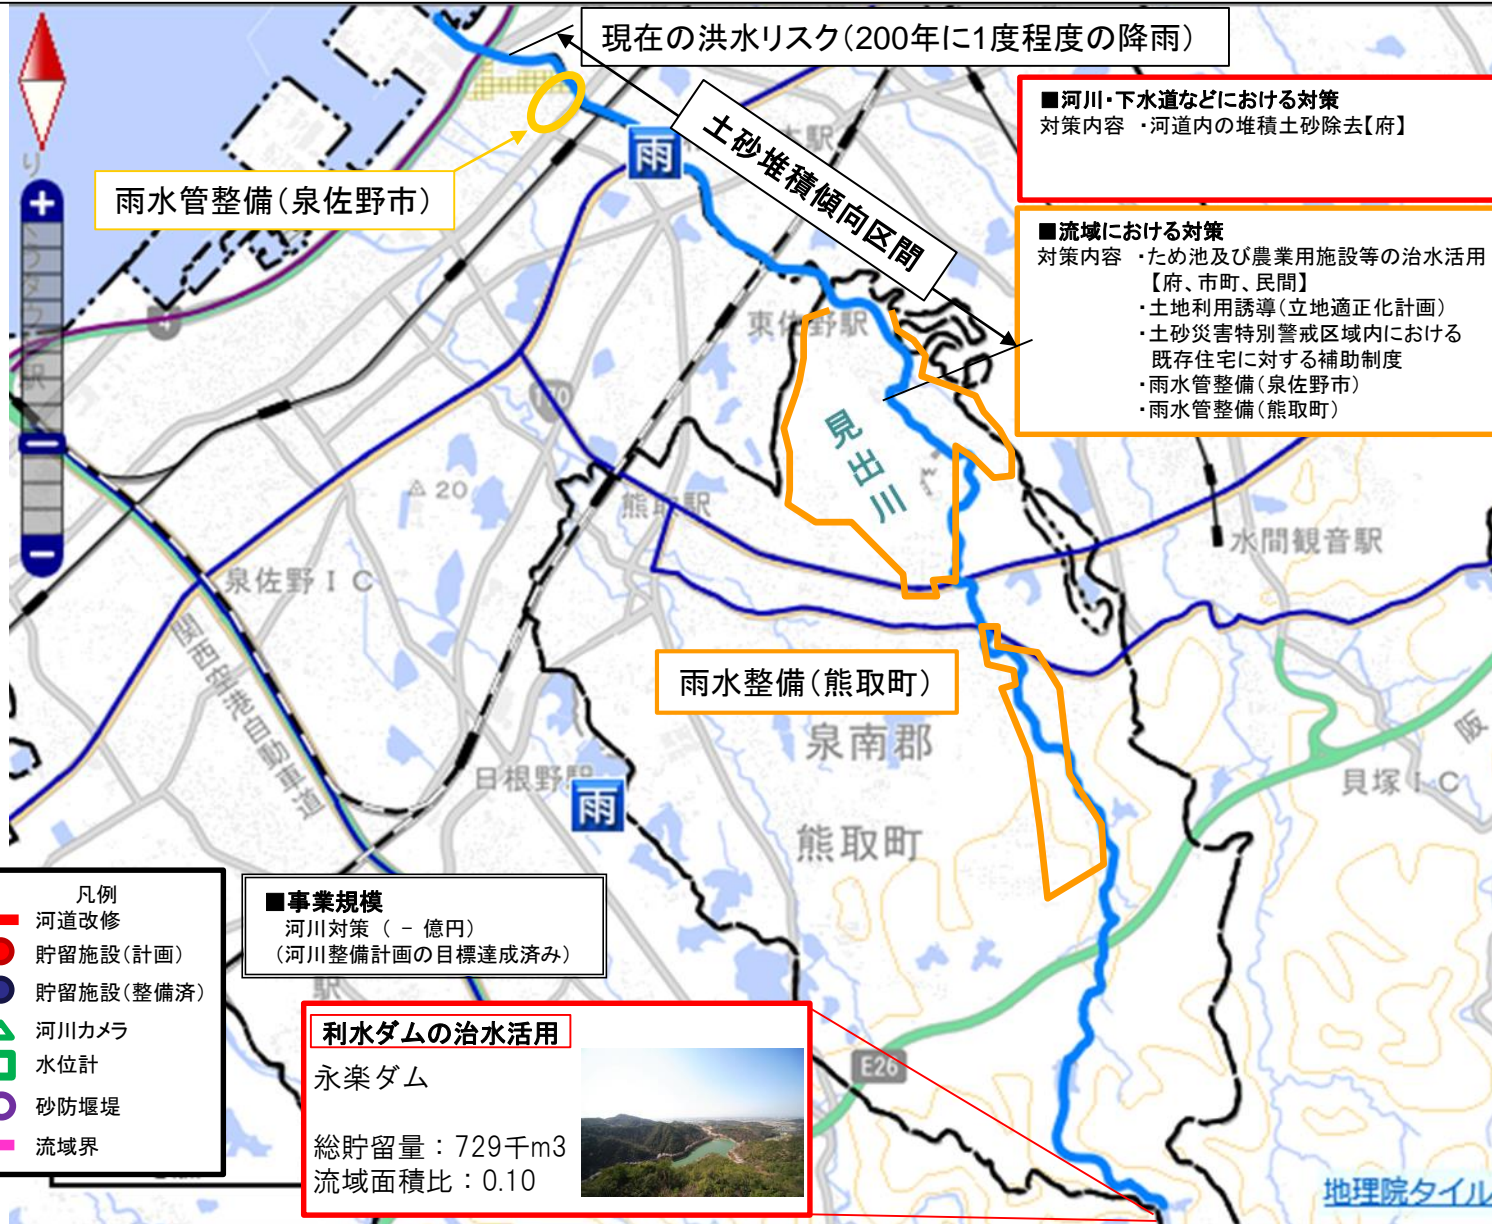 現在の洪水リスク(200年に1度程度の降雨)
■河川・下水道などにおける対策
対策内容 ・河道内の堆積土砂除去【府】
土砂堆積傾向区間
雨水管整備(泉佐野市)
雨
■流域における対策
対策内容 ・ため池及び農業用施設等の治水活用
【府、市町、民間】
・土地利用誘導(立地適正化計画)
・土砂災害特別警戒区域内における
既存住宅に対する補助制度
・雨水管整備(泉佐野市)
・雨水管整備(熊取町)
東佐野駅
4
170
見出川
20
熊取駅
水間観音駅
泉佐野IC
関西空港自動車道
雨水整備(熊取町)
泉南郡
熊取町
日根野駅
雨
貝塚IC
阪
凡例
河道改修
貯留施設(計画)
貯留施設(整備済)
河川カメラ
水位計
砂防堰堤
流域界
■事業規模
河川対策 ( - 億円)
(河川整備計画の目標達成済み)
駅
利水ダムの治水活用
永楽ダム
総貯留量:729千m3
流域面積比:0.10
E26
地理院タイル